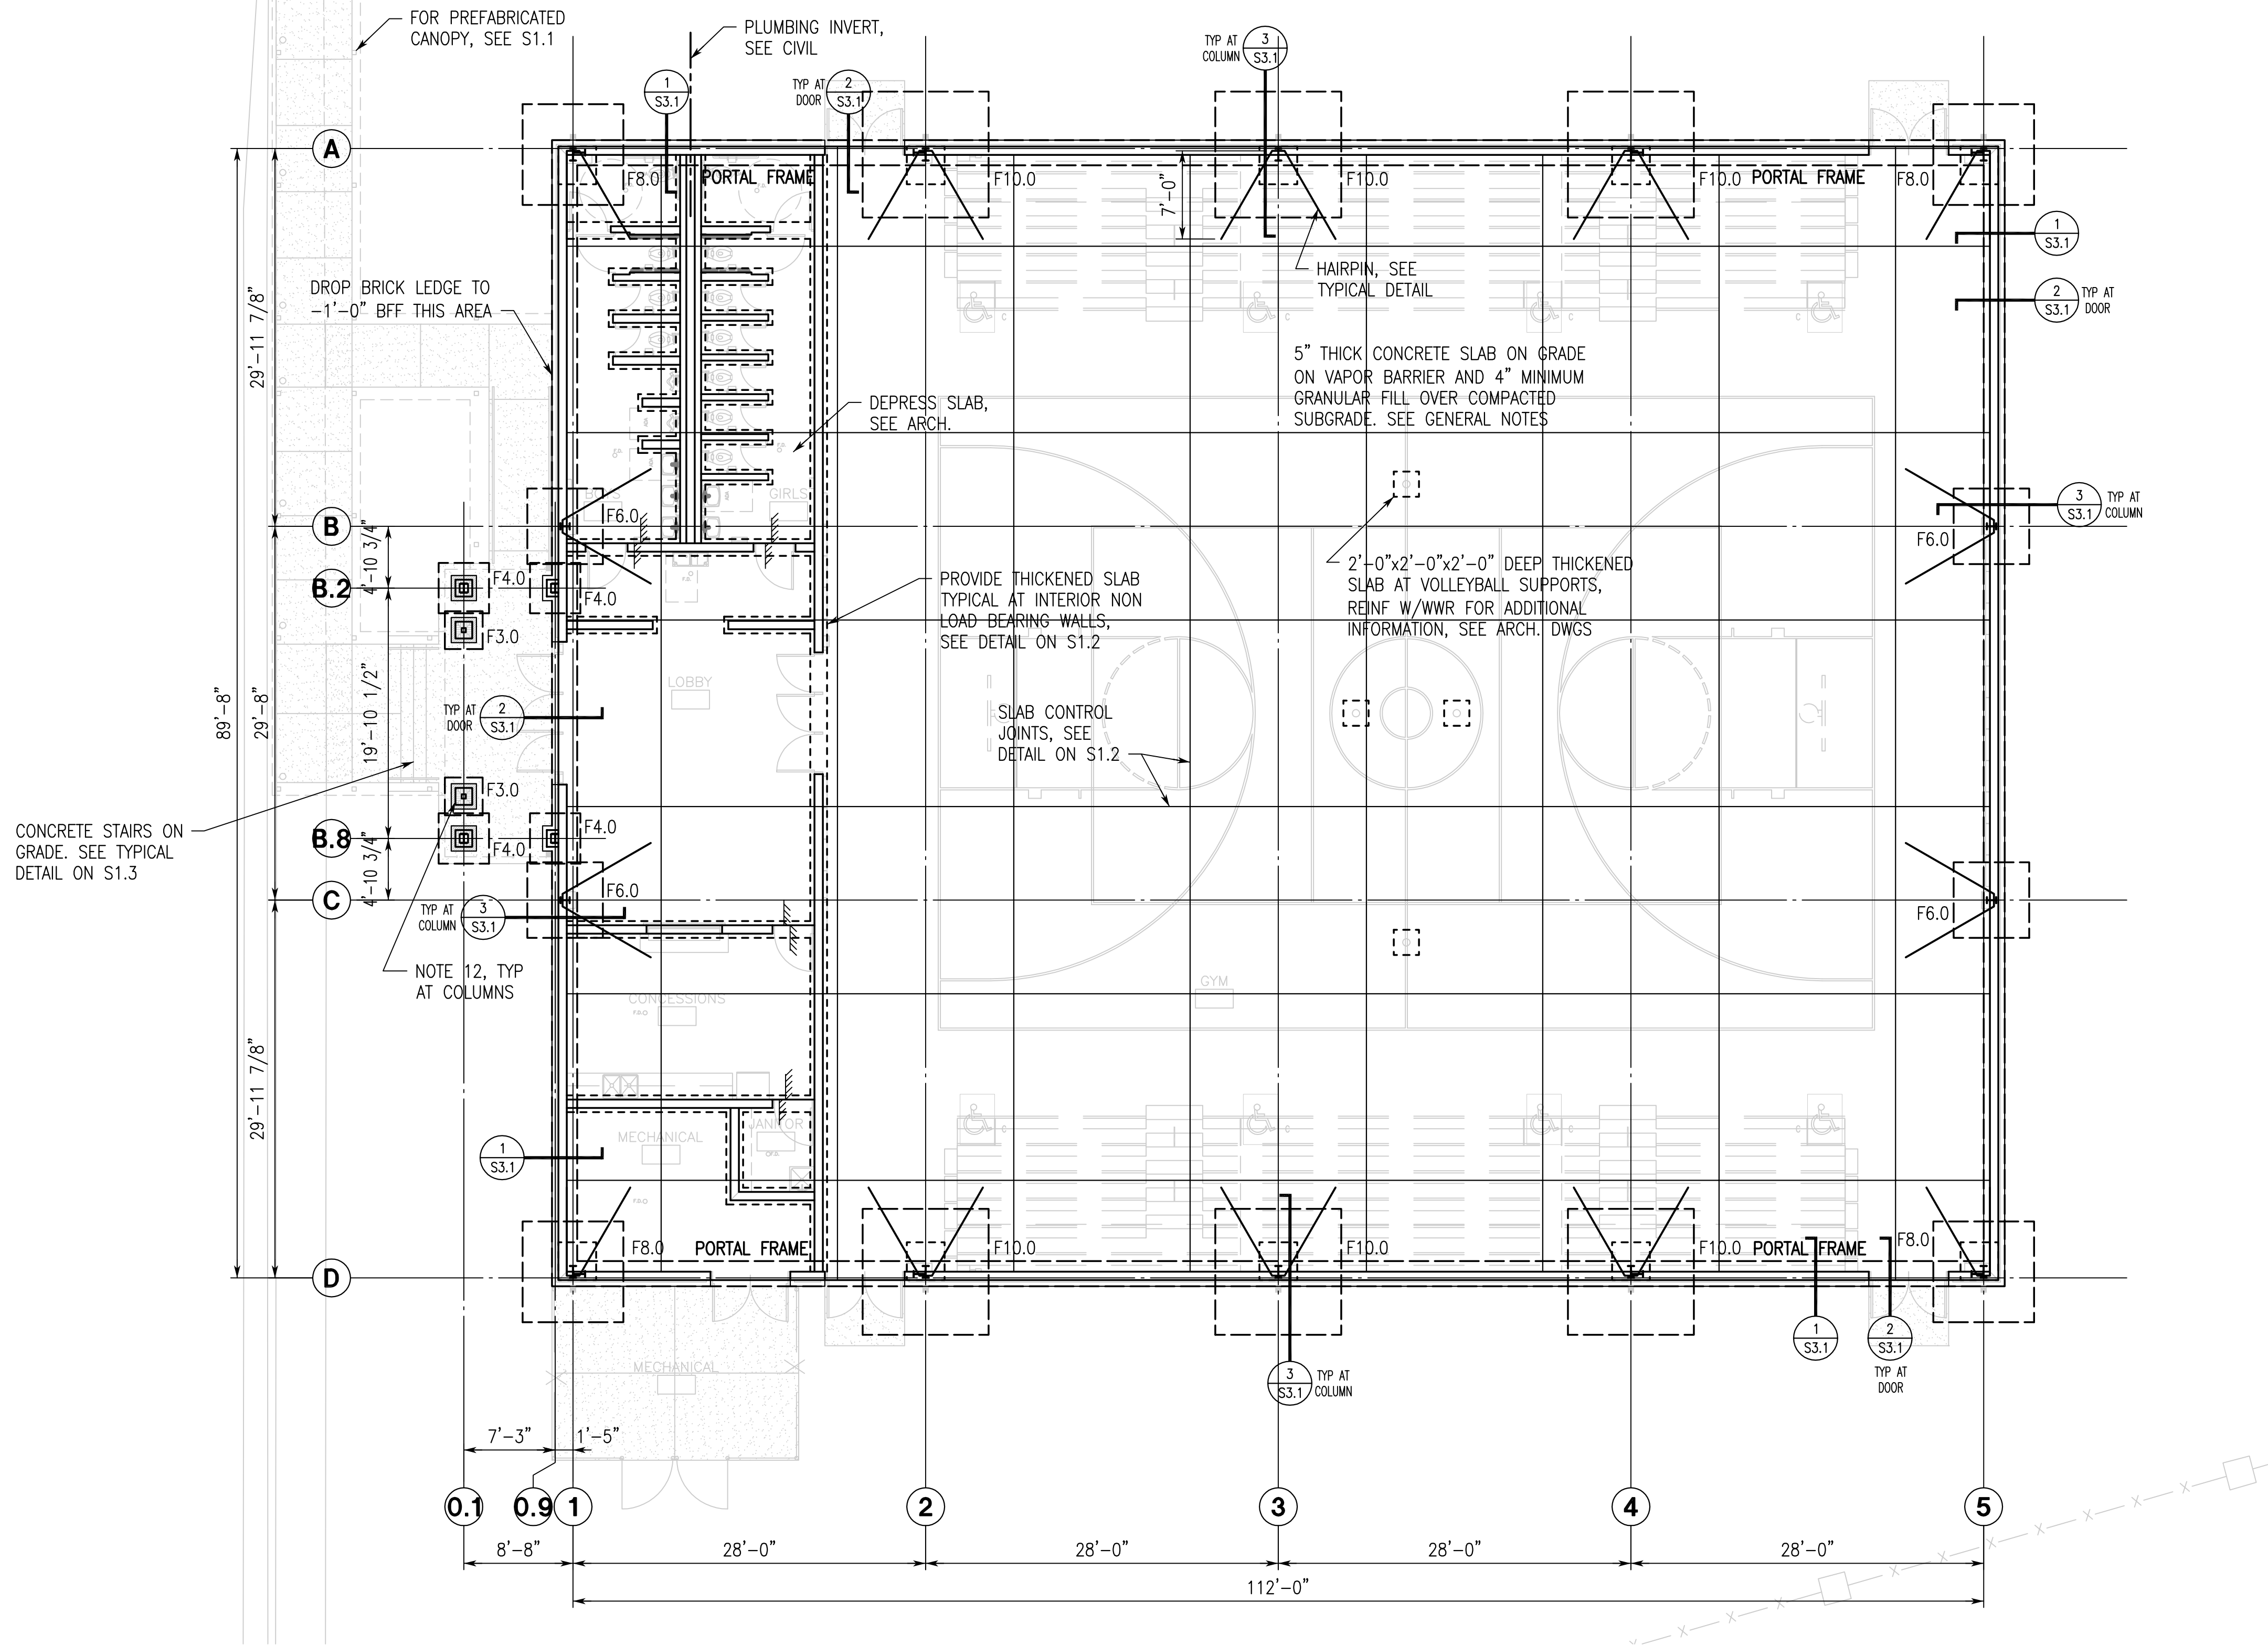 FOR PREFABRICATED
CANOPY, SEE S1.1
PLUMBING INVERT,
SEE CIVIL
1
S3.1
TYP AT
DOOR
2
S3.1
TYP AT
COLUMN
3
S3.1
A
F8.0
PORTAL FRAME
F10.0
7'-0"
F10.0
F10.0
PORTAL FRAME
F8.0
1
S3.1
HAIRPIN, SEE
TYPICAL DETAIL
2
S3.1
TYP AT
DOOR
DROP BRICK LEDGE TO
-1'-0" BFF THIS AREA
C
C
C
C
29'-11 7/8"
5" THICK CONCRETE SLAB ON GRADE
ON VAPOR BARRIER AND 4" MINIMUM
GRANULAR FILL OVER COMPACTED
SUBGRADE. SEE GENERAL NOTES
DEPRESS SLAB,
SEE ARCH.
BOYS
GIRLS
3
S3.1
TYP AT
COLUMN
B
F6.0
F6.0
4'-10 3/4"
B.2
F4.0
F4.0
F3.0
2'-0"x2'-0"x2'-0" DEEP THICKENED
SLAB AT VOLLEYBALL SUPPORTS,
REINF W/WWR FOR ADDITIONAL
INFORMATION, SEE ARCH. DWGS
PROVIDE THICKENED SLAB
TYPICAL AT INTERIOR NON
LOAD BEARING WALLS,
SEE DETAIL ON S1.2
89'-8"
29'-8"
19'-10 1/2"
LOBBY
TYP AT
DOOR
2
S3.1
SLAB CONTROL
JOINTS, SEE
DETAIL ON S1.2
F3.0
CONCRETE STAIRS ON
GRADE. SEE TYPICAL
DETAIL ON S1.3
B.8
F4.0
F4.0
4'-10 3/4"
C
F6.0
F6.0
TYP AT
COLUMN
3
S3.1
NOTE 12, TYP
AT COLUMNS
GYM
CONCESSIONS
F.D.
29'-11 7/8"
C
C
C
MECHANICAL
JANITOR
F.D.
1
S3.1
F.D.
F8.0
PORTAL FRAME
F10.0
F10.0
F10.0
PORTAL FRAME
F8.0
D
MECHANICAL
3
S3.1
TYP AT
COLUMN
1
S3.1
2
S3.1
TYP AT
DOOR
7'-3"
1'-5"
0.1
0.9
1
2
3
4
5
8'-8"
28'-0"
28'-0"
28'-0"
28'-0"
112'-0"